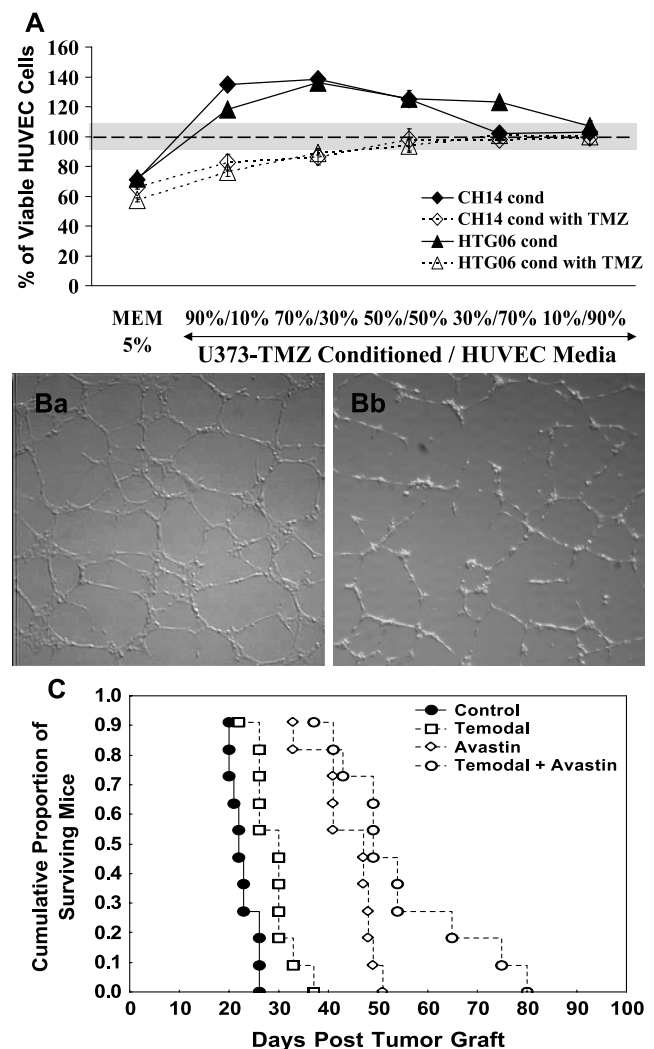 A
% of Viable HUVEC Cells
160
140
120
100
80
60
40
20
0
CH14 cond
CH14 cond with TMZ
HTG06 cond
HTG06 cond with TMZ
MEM 90%/10% 70%/30% 50%/50% 30%/70% 10%/90%
5%
U373-TMZ Conditioned / HUVEC Media
Ba
Bb
C
Cumulative Proportion of
Surviving Mice
1.0
0.9
0.8
0.7
0.6
0.5
0.4
0.3
0.2
0.1
0.0
Control
Temodal
Avastin
Temodal + Avastin
0 10 20 30 40 50 60 70 80 90 100
Days Post Tumor Graft